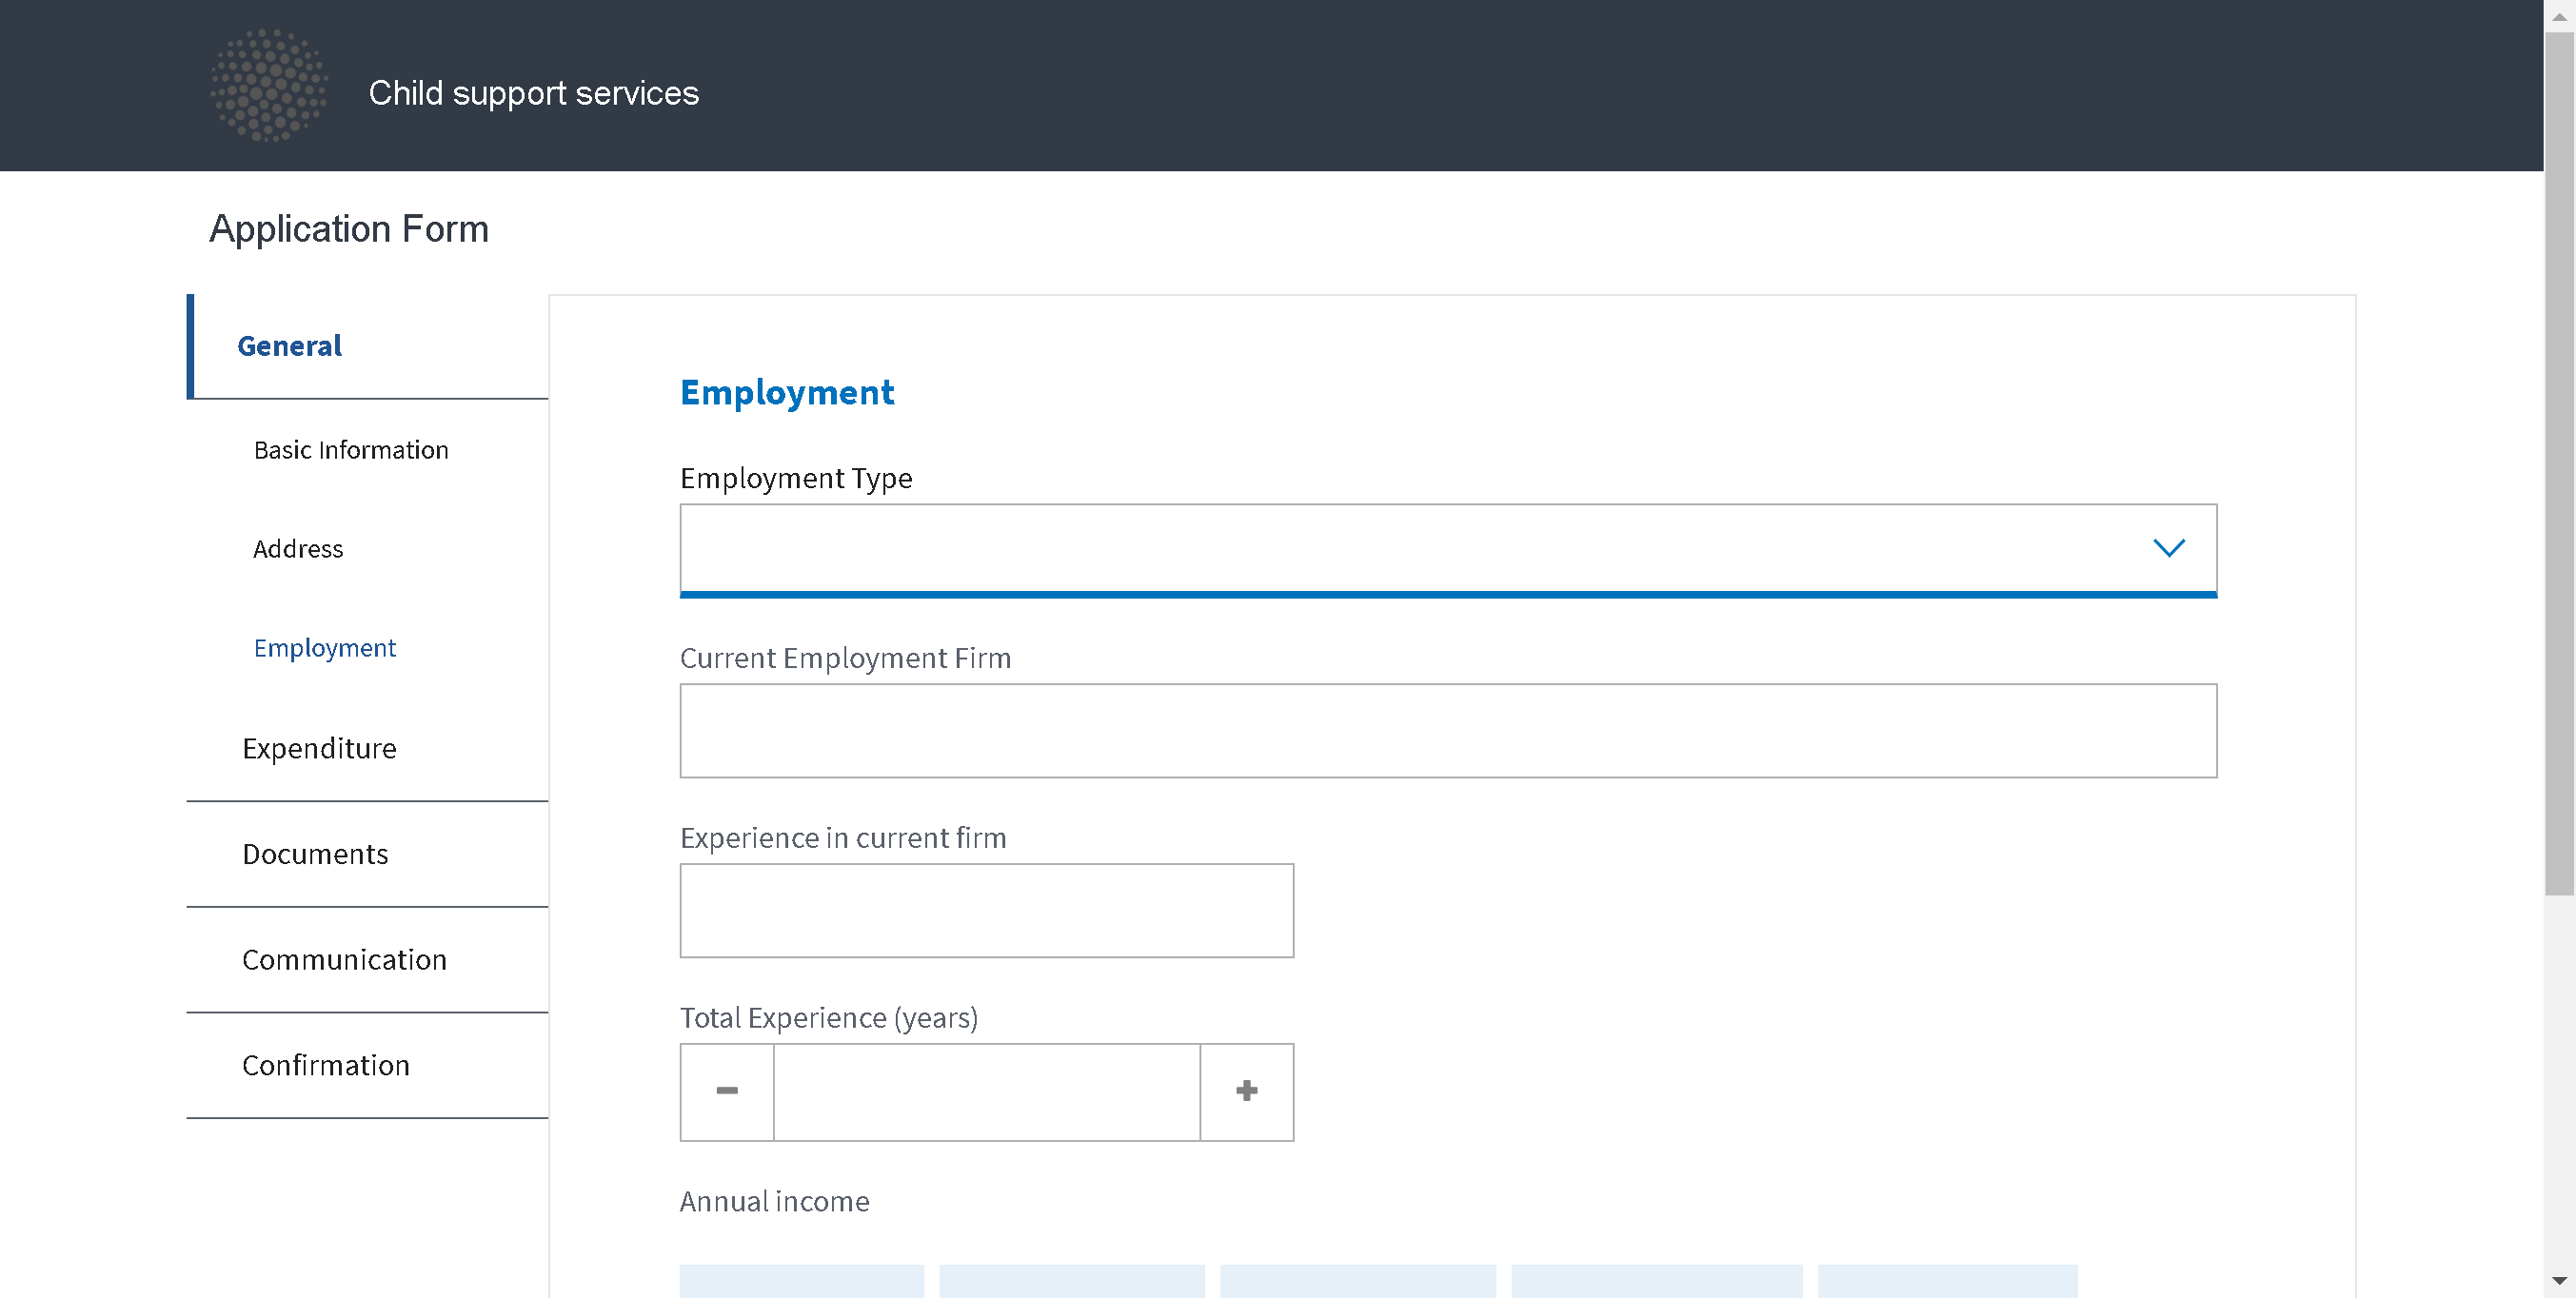 Child support services
Application Form
General
Basic Information
Address
Employment
Expenditure
Documents
Communication
Confirmation
Employment
Employment Type
Current Employment Firm
Experience in current firm
Total Experience (years)
Annual income